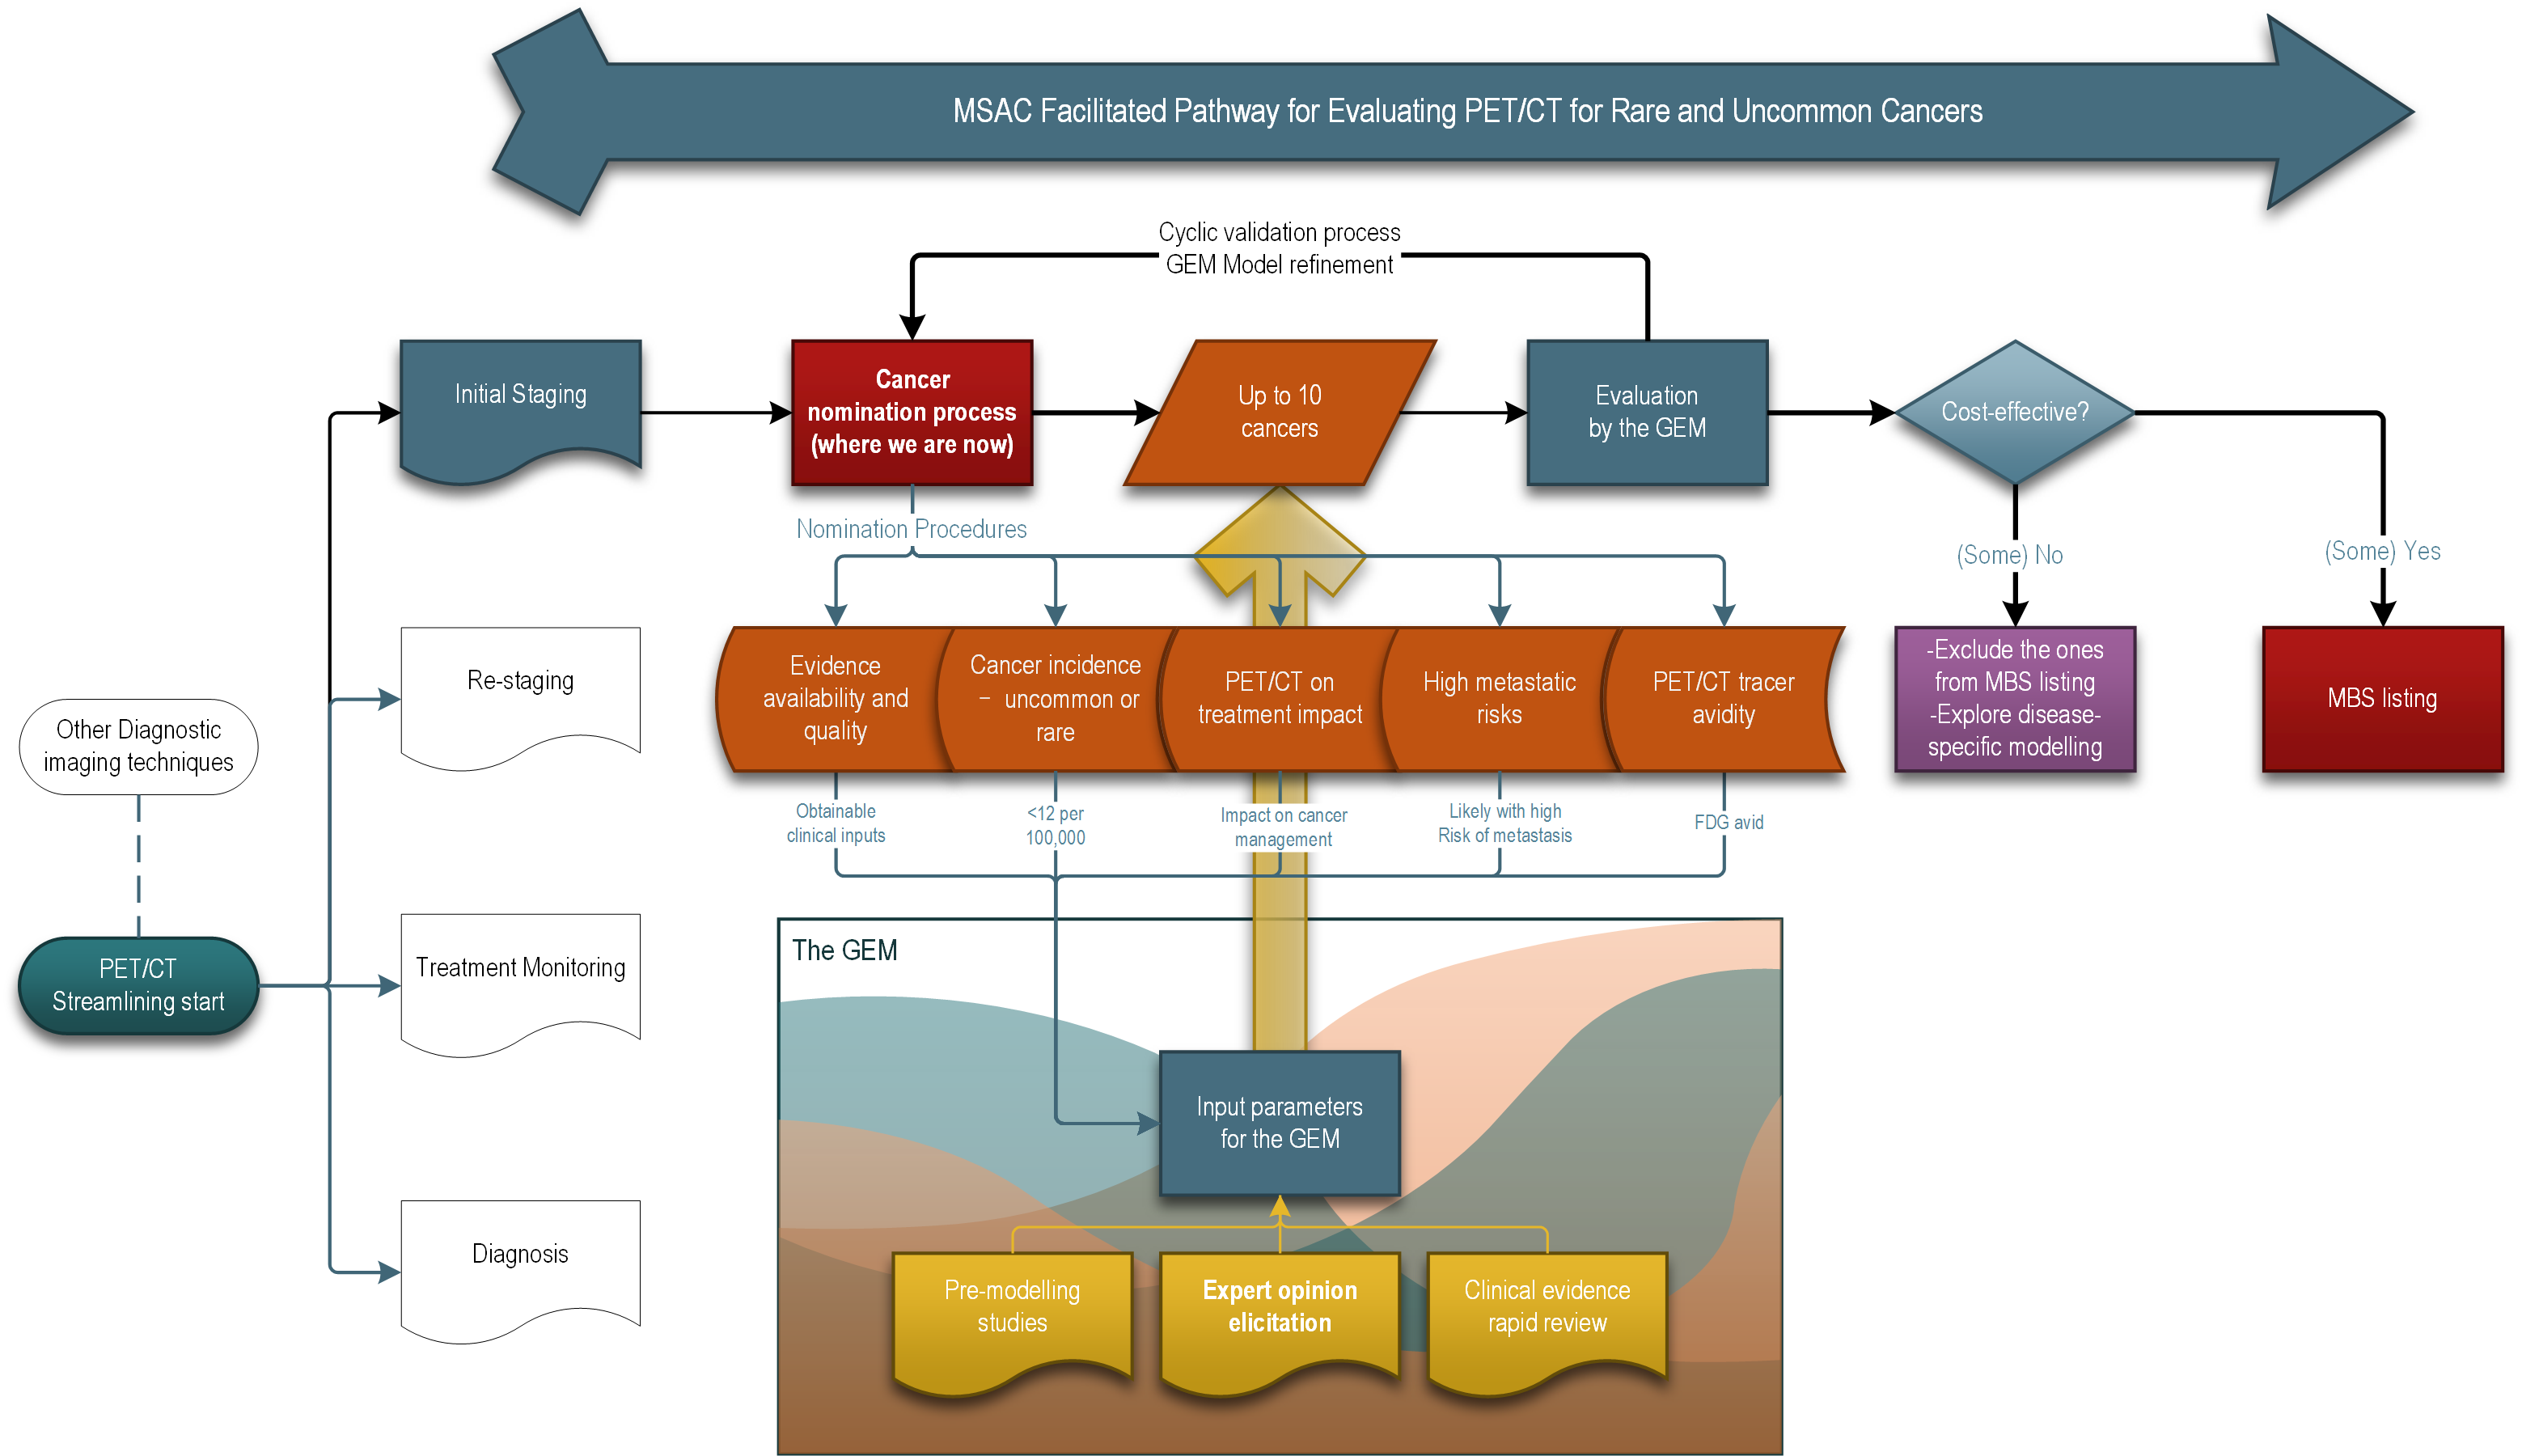 MSAC Facilitated Pathway for Evaluating PET/CT for Rare and Uncommon Cancers
Cyclic validation process
GEM Model refinement
Initial Staging
Cancer
nomination process
(where we are now)
Up to 10
cancers
Evaluation
by the GEM
Cost-effective?
Nomination Procedures
(Some) No
(Some) Yes
Re-staging
Evidence
availability and
quality
Cancer incidence
– uncommon or
rare
PET/CT on
treatment impact
High metastatic
risks
PET/CT tracer
avidity
-Exclude the ones
from MBS listing
-Explore disease-
specific modelling
MBS listing
Other Diagnostic
imaging techniques
Obtainable
clinical inputs
<12 per
100,000
Impact on cancer
management
Likely with high
Risk of metastasis
FDG avid
PET/CT
Streamlining start
Treatment Monitoring
The GEM
Input parameters
for the GEM
Diagnosis
Pre-modelling
studies
Expert opinion
elicitation
Clinical evidence
rapid review